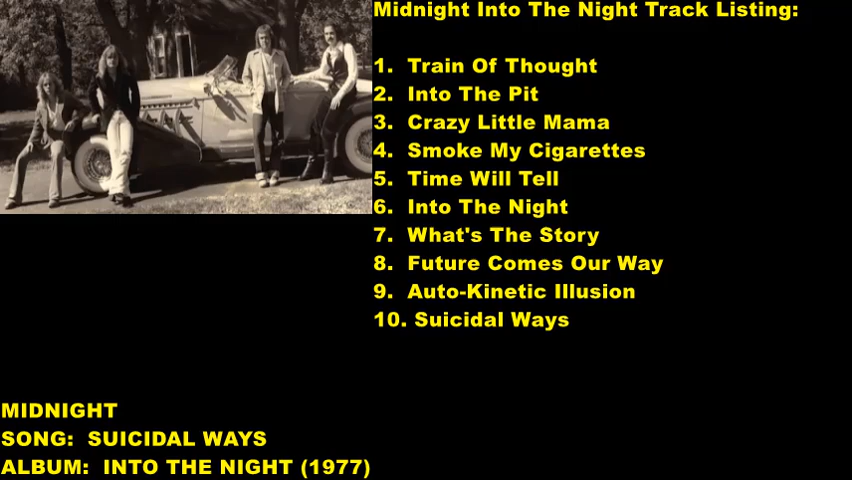 Midnight Into The Night Track Listing:
1. Train Of Thought
2. Into The Pit
3. Crazy Little Mama
4. Smoke My Cigarettes
5. Time Will Tell
6. Into The Night
7. What's The Story
8. Future Comes Our Way
9. Auto-Kinetic Illusion
10. Suicidal Ways
MIDNIGHT
SONG: SUICIDAL WAYS
ALBUM: INTO THE NIGHT (1977)